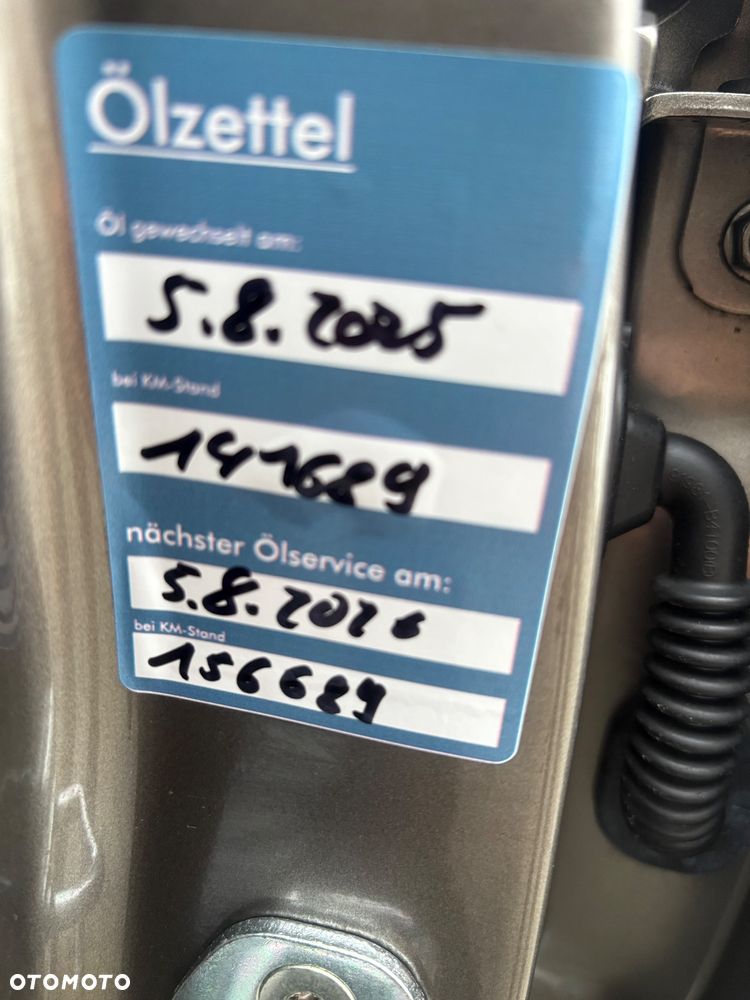 Ölzettel
Öl gewechselt am:
5.8.2025
bei KM-Stand
141689
nächster Ölservice am:
5.8.2026
bei KM-Stand
156689
OTOMOTO